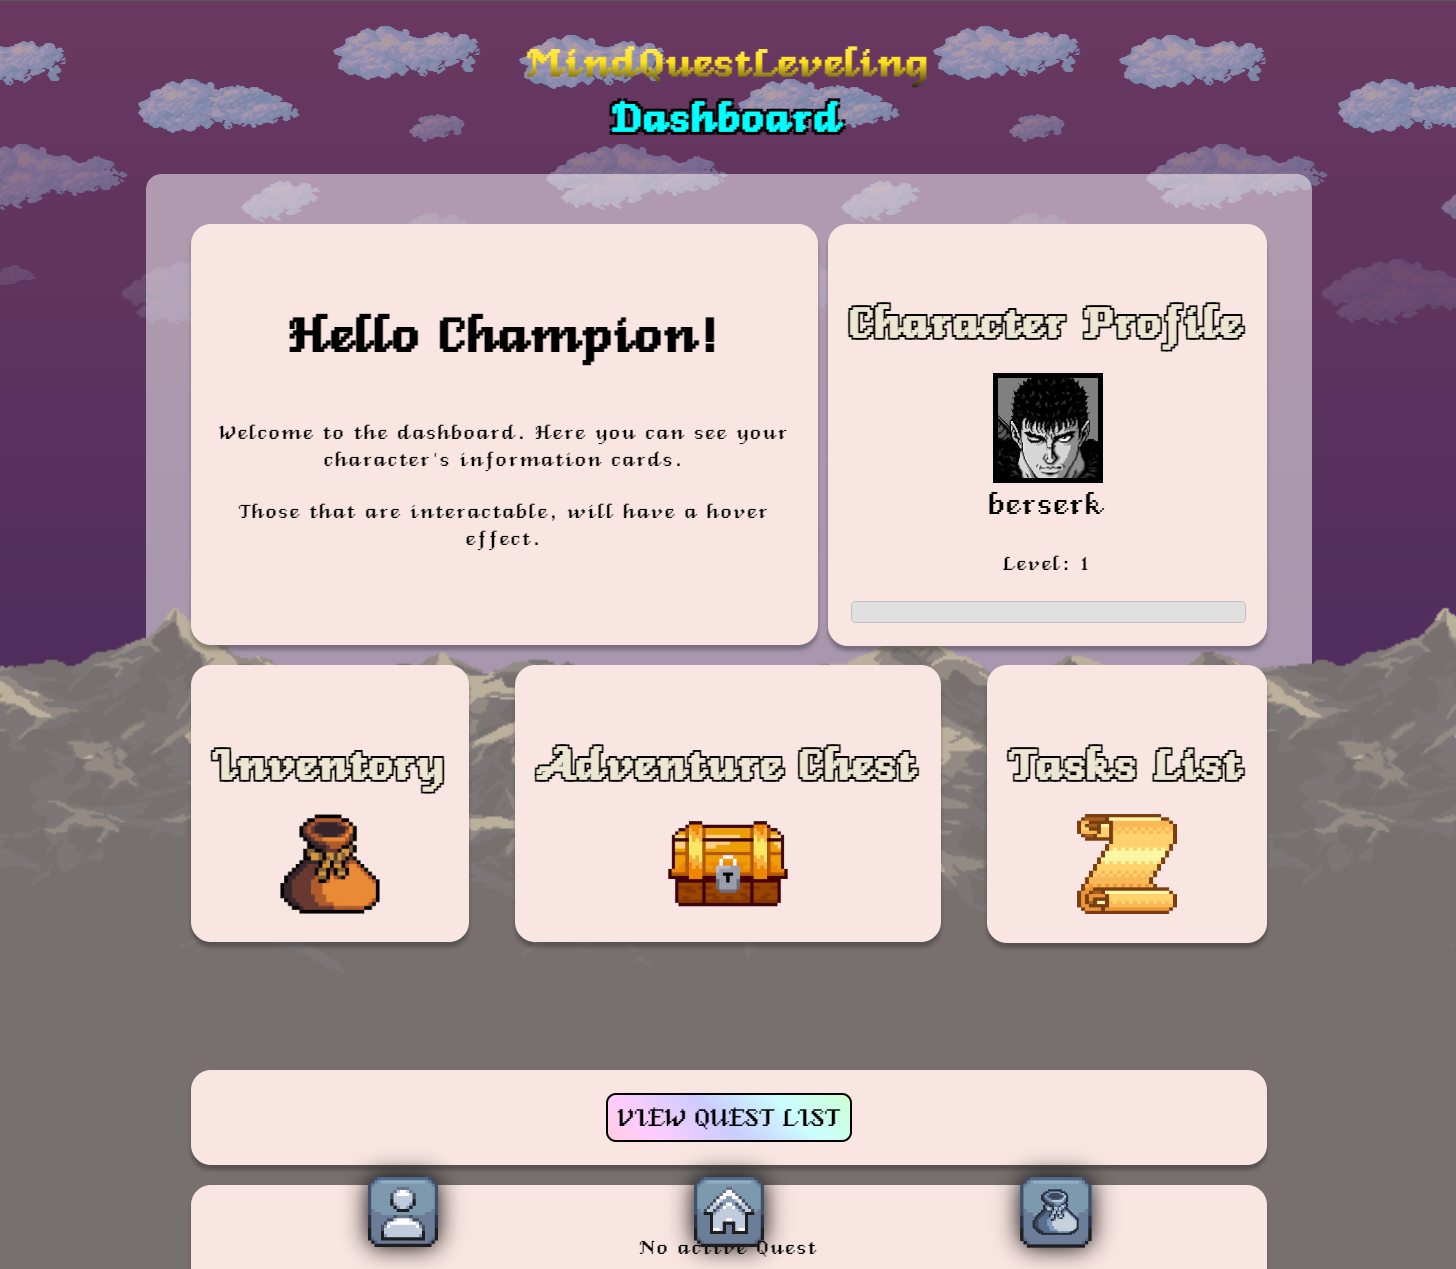 MindQuestLeveling
Dashboard
Hello Champion!
Welcome to the dashboard. Here you can see your
character's information cards.
Those that are interactable, will have a hover
effect.
Character Profile
berserk
Level: 1
Inventory
Adventure Chest
T
Tasks List
VIEW QUEST LIST
No active Quest